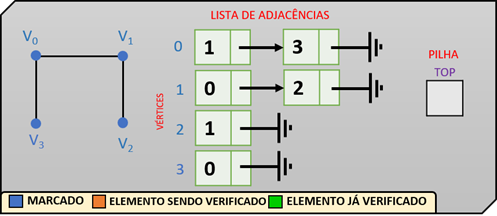 LISTA DE ADJACÊNCIAS
V0 V1
V3 V2
VÉRTICES
0 1 3
1 0 2
2 1
3 0
PILHA
TOP
MARCADO ELEMENTO SENDO VERIFICADO ELEMENTO JÁ VERIFICADO